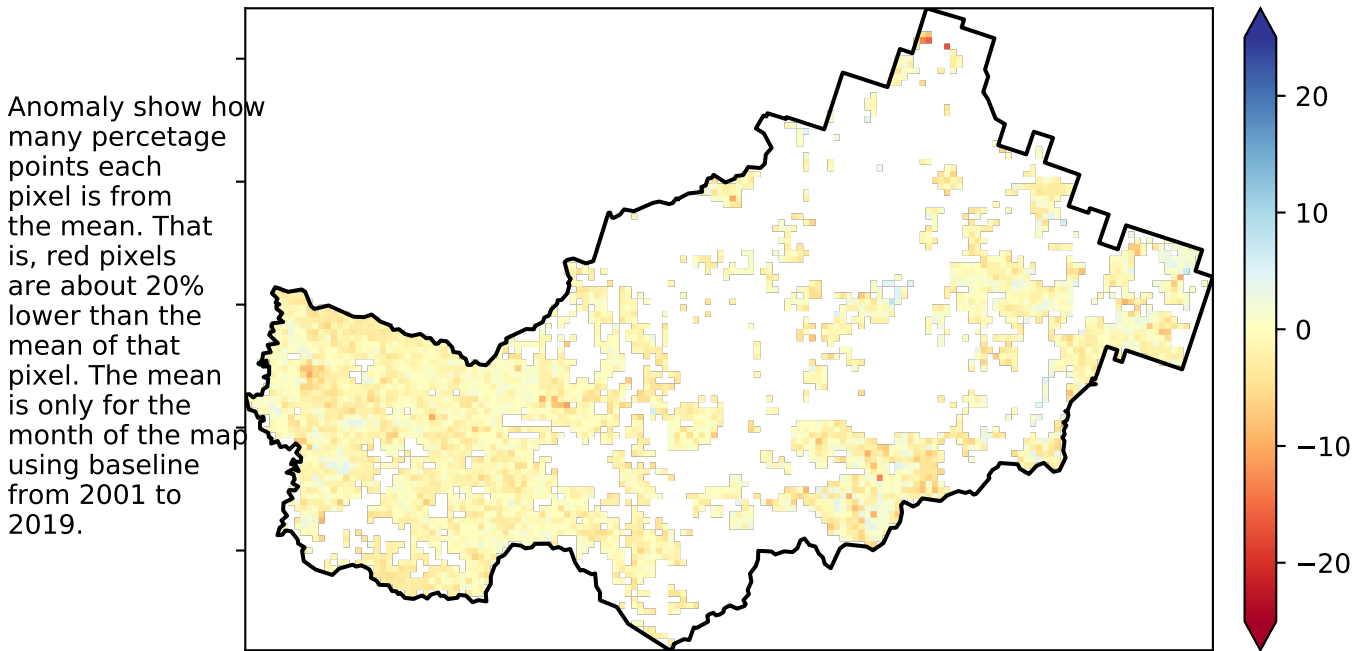 Anomaly show how
many percetage
points each
pixel is from
the mean. That
is, red pixels
are about 20%
lower than the
mean of that
pixel. The mean
is only for the
month of the map
using baseline
from 2001 to
2019.
20
10
0
−10
−20